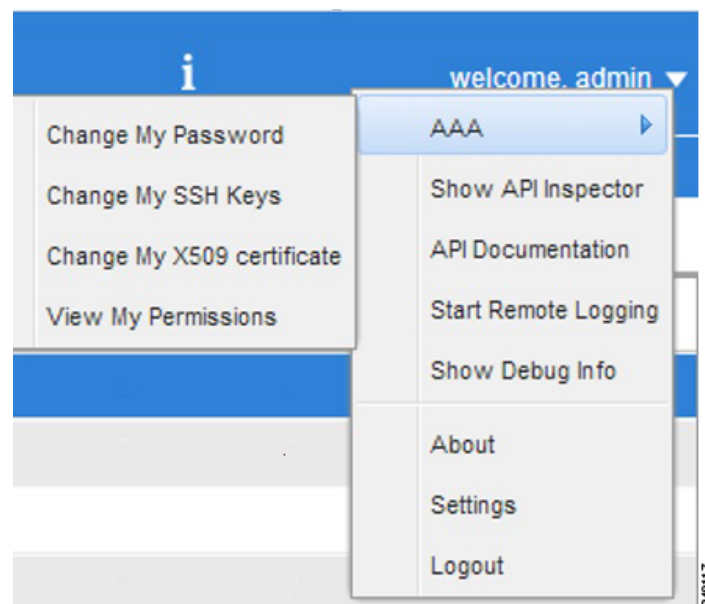 i
welcome, admin
AAA
Change My Password
Change My SSH Keys
Change My X509 certificate
View My Permissions
Show API Inspector
API Documentation
Start Remote Logging
Show Debug Info
About
Settings
Logout